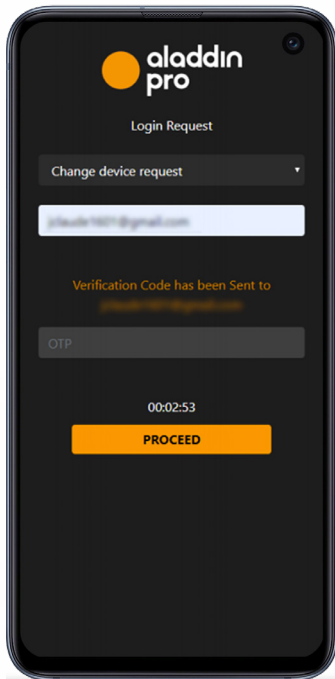 aladdin
pro
Login Request
Change device request
Verification Code has been Sent to
OTP
00:02:53
PROCEED